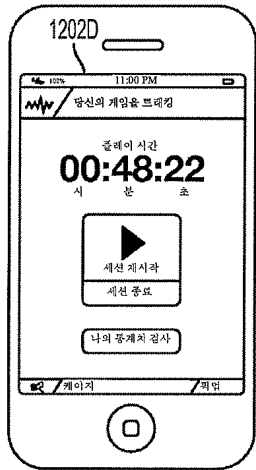 1202D
100% 11:00 PM
당신의 게임을 트래킹
플레이 시간
00:48:22
시 분 초
세션 재시작
세션 종료
나의 통계치 검사
케이지 픽업